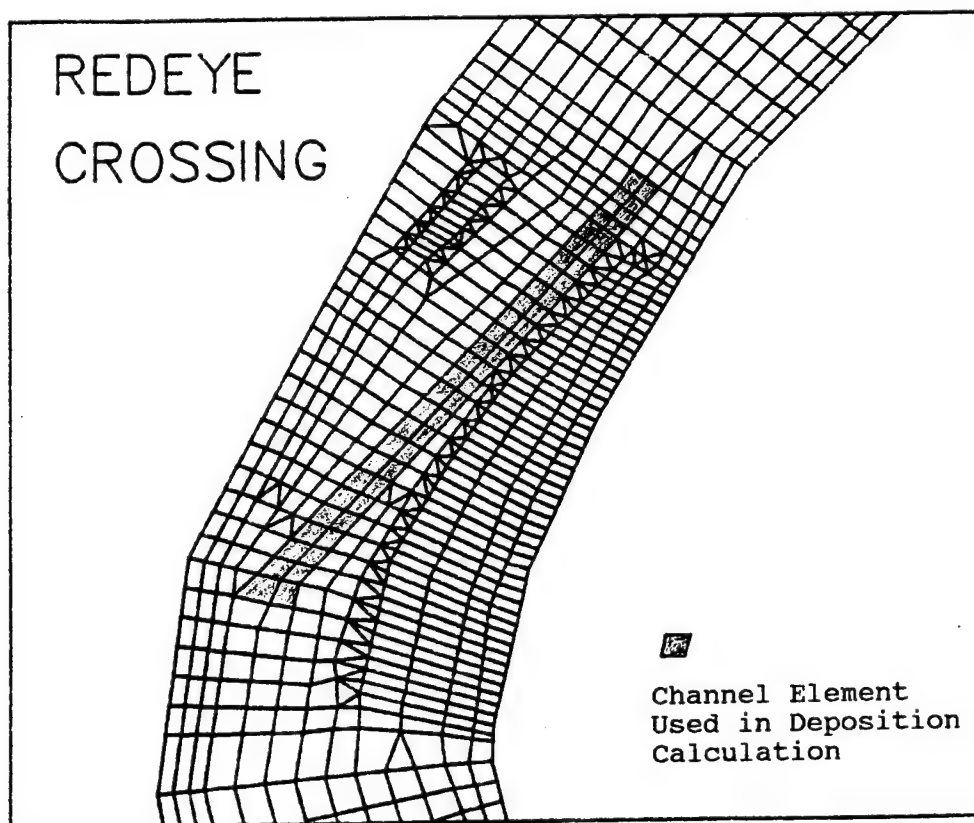 REDEYE
CROSSING
Channel Element
Used in Deposition
Calculation